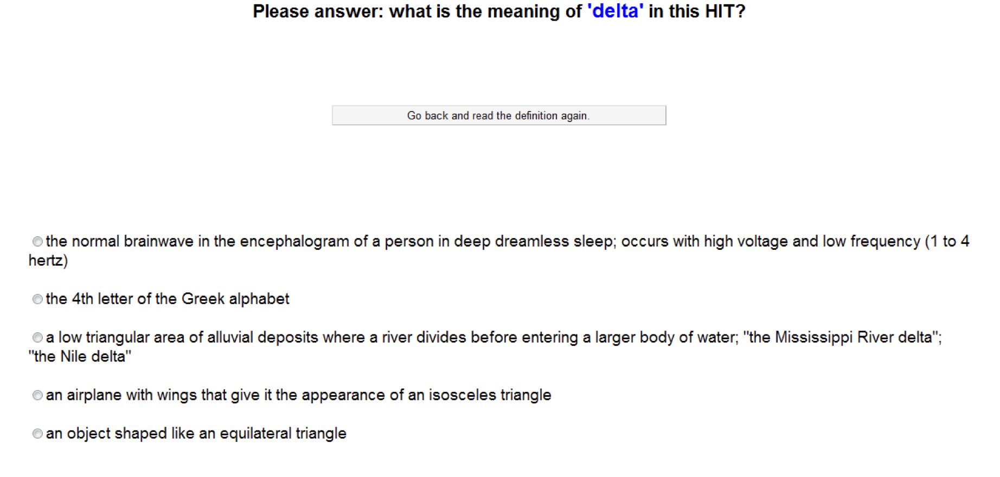 Please answer: what is the meaning of 'delta' in this HIT?
Go back and read the definition again.
the normal brainwave in the encephalogram of a person in deep dreamless sleep; occurs with high voltage and low frequency (1 to 4
hertz)
the 4th letter of the Greek alphabet
a low triangular area of alluvial deposits where a river divides before entering a larger body of water; "the Mississippi River delta";
"the Nile delta"
an airplane with wings that give it the appearance of an isosceles triangle
an object shaped like an equilateral triangle